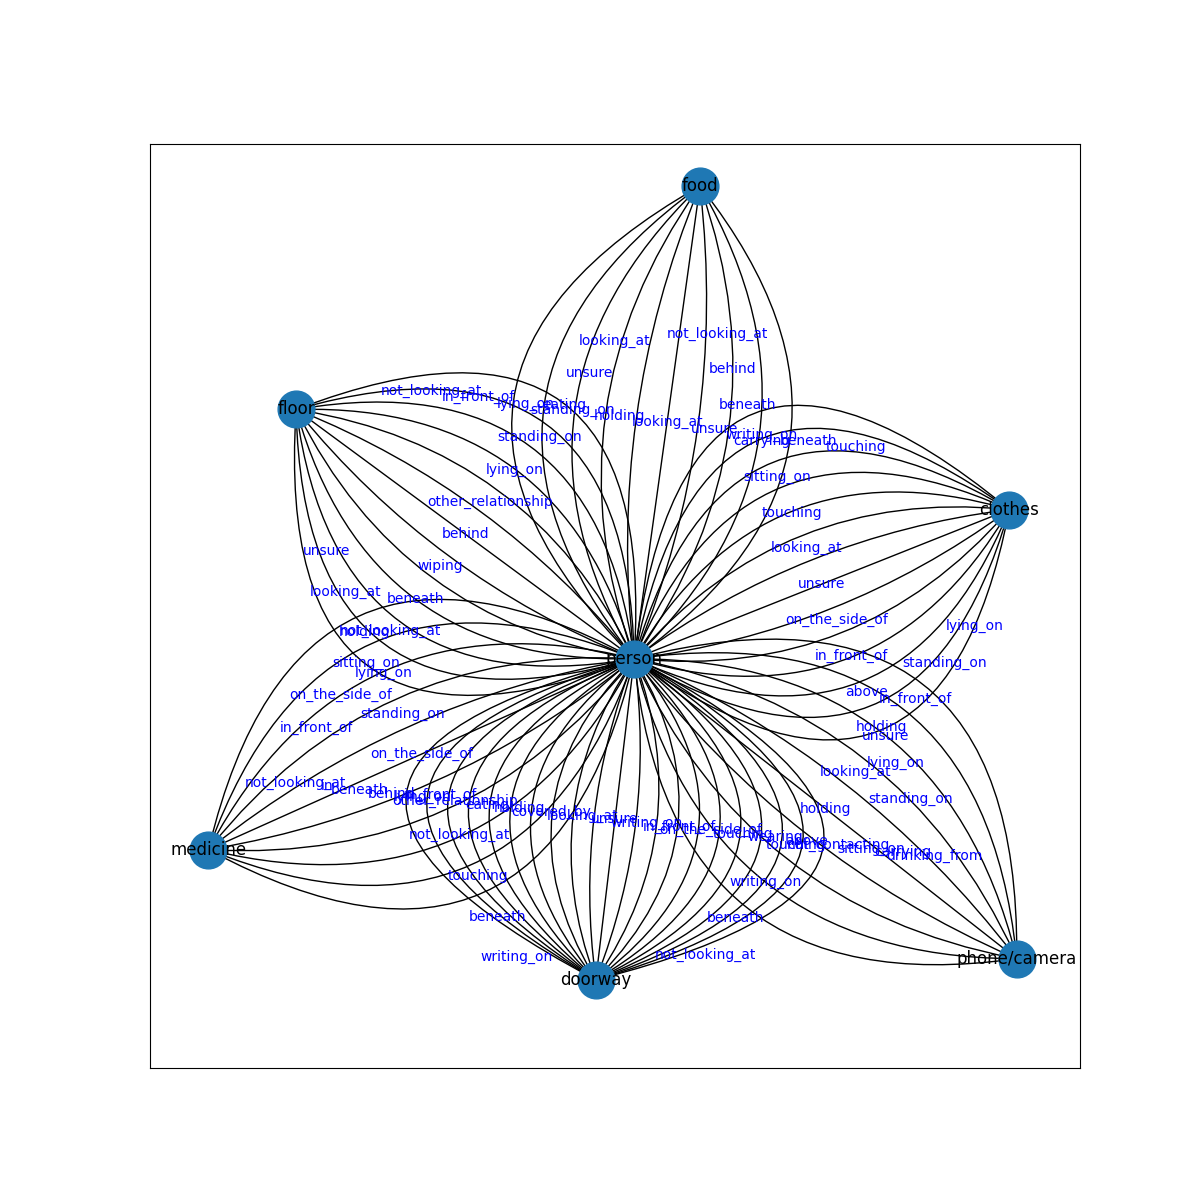 food
not_looking_at
looking_at
behind
unsure
not_looking_at
in_front_of
lying_on
eating
standing_on
holding
beneath
floor
looking_at
unsure
writing_on
carrying
beneath
touching
standing_on
lying_on
sitting_on
other_relationship
touching
clothes
behind
looking_at
unsure
wiping
unsure
looking_at
beneath
on_the_side_of
lying_on
holding
not_looking_at
in_front_of
person
sitting_on
lying_on
standing_on
on_the_side_of
above
in_front_of
standing_on
in_front_of
holding
unsure
on_the_side_of
lying_on
looking_at
not_looking_at
in
beneath
behind
in_front_of
other_relationship
eating
holding
covered_by
looking_at
unsure
writing_on
in_front_of
on_the_side_of
touching
wearing
above
holding
standing_on
not_looking_at
touching
not_contacting
sitting_on
carrying
drinking_from
medicine
touching
writing_on
beneath
beneath
writing_on
not_looking_at
doorway
phone/camera